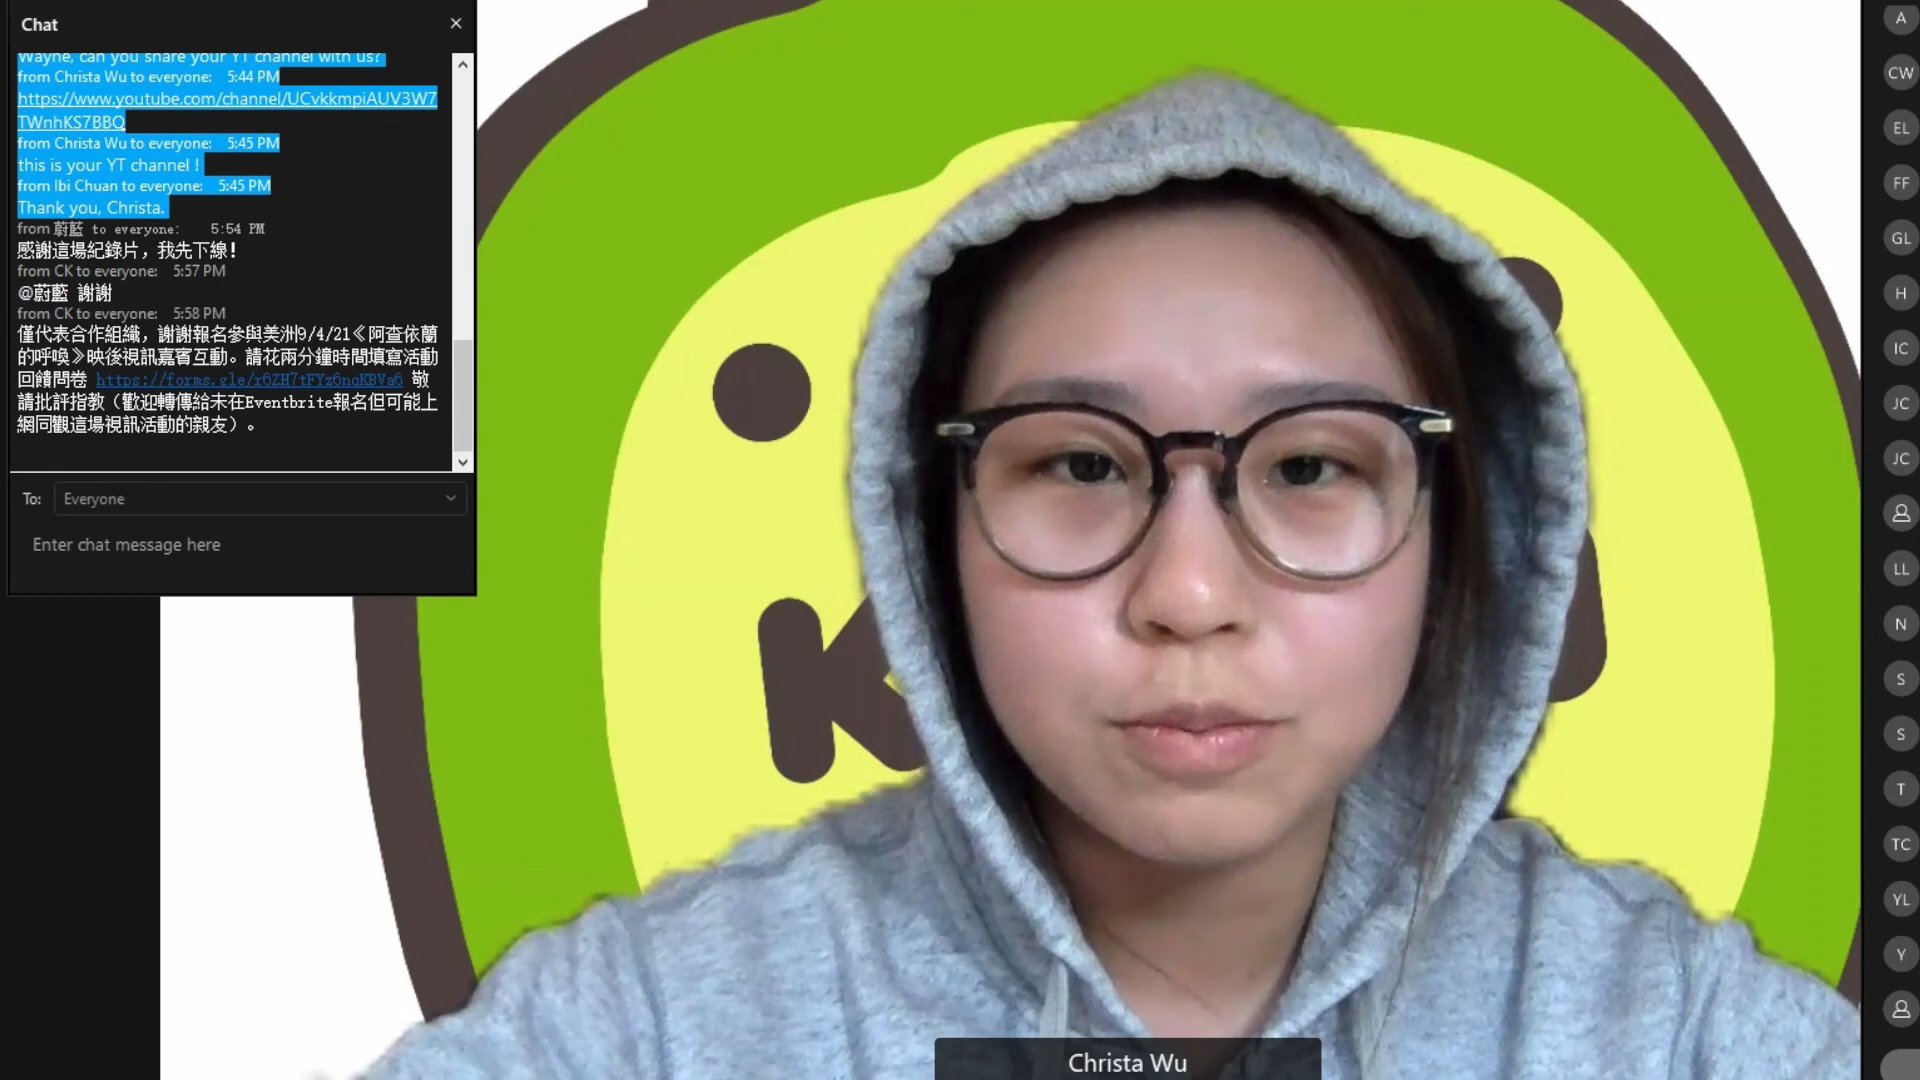 Chat
Wayne, can you share your YT channel with us?
from Christa Wu to everyone: 5:44 PM
https://www.youtube.com/channel/UCvkkmpiAUV3W7
TWnhKS7BBQ
from Christa Wu to everyone: 5:45 PM
this is your YT channel !
from Ibi Chuan to everyone: 5:45 PM
Thank you, Christa.
from 蔚藍 to everyone: 5:54 PM
感謝這場紀錄片，我先下線！
from CK to everyone: 5:57 PM
@蔚藍 謝謝
from CK to everyone: 5:58 PM
僅代表合作組織，謝謝報名參與美洲9/4/21《阿查依蘭
的呼喚》映後視訊嘉賓互動。請花兩分鐘時間填寫活動
回饋問卷 https://forms.gle/r6ZH7tFYz6nqKBVa6 敬
請批評指教（歡迎轉傳給未在Eventbrite報名但可能上
網同觀這場視訊活動的親友）。
To: Everyone
Enter chat message here
K
Christa Wu
A
CW
EL
FF
GL
H
IC
JC
JC
LL
N
S
S
T
TC
YL
Y